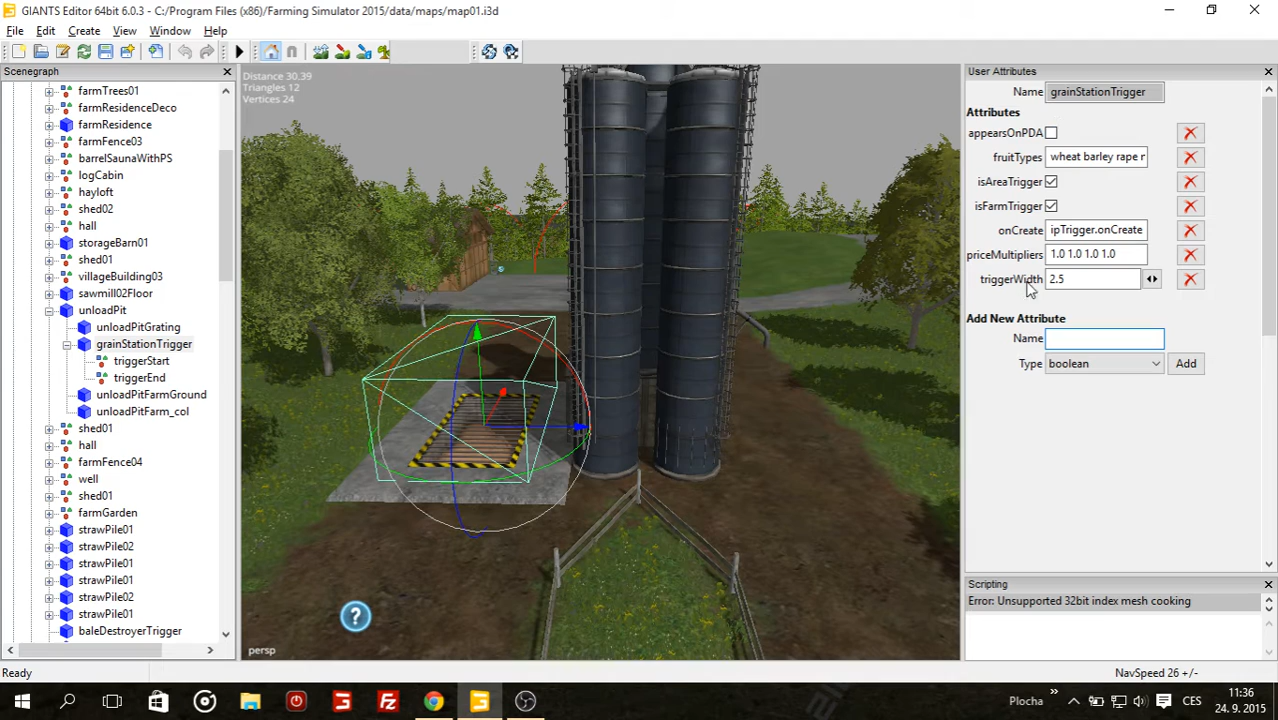 GIANTS Editor 64bit 6.0.3 - C:/Program Files (x86)/Farming Simulator 2015/data/maps/map01.i3d
File Edit Create View Window Help
Scenegraph
farmTrees01
farmResidenceDeco
farmResidence
farmFence03
barrelSaunaWithPS
logCabin
hayloft
shed02
hall
storageBarn01
shed01
villageBuilding03
sawmill02Floor
unloadPit
unloadPitGrating
grainStationTrigger
triggerStart
triggerEnd
unloadPitFarmGround
unloadPitFarm_col
shed01
hall
farmFence04
well
shed01
farmGarden
strawPile01
strawPile02
strawPile01
strawPile01
strawPile02
strawPile01
baleDestroyerTrigger
Distance 30.39
Triangles 12
Vertices 24
persp
User Attributes
Name grainStationTrigger
Attributes
appearsOnPDA
fruitTypes wheat barley rape
isAreaTrigger
isFarmTrigger
onCreate ipTrigger.onCreate
priceMultipliers 1.0 1.0 1.0 1.0
triggerWidth 2.5
Add New Attribute
Name
Type boolean Add
Scripting
Error: Unsupported 32bit index mesh cooking
Ready
NavSpeed 26 +/-
Plocha
CES
11:36
24. 9. 2015